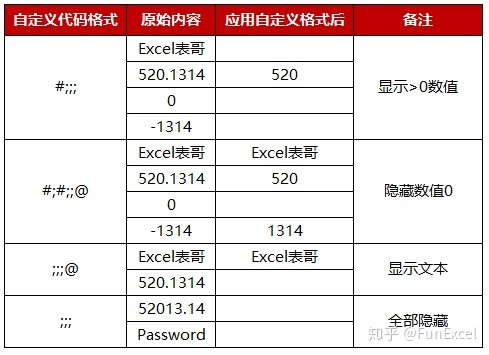 自定义代码格式 原始内容 应用自定义格式后 备注
#;;; Excel表哥 显示>0数值
520.1314 520
0
-1314
#;#;;@ Excel表哥 Excel表哥 隐藏数值0
520.1314 520
0
-1314 1314
;;;@ Excel表哥 Excel表哥 显示文本
520.1314
;;; 52013.14 全部隐藏
Password
知乎 @FunExcel